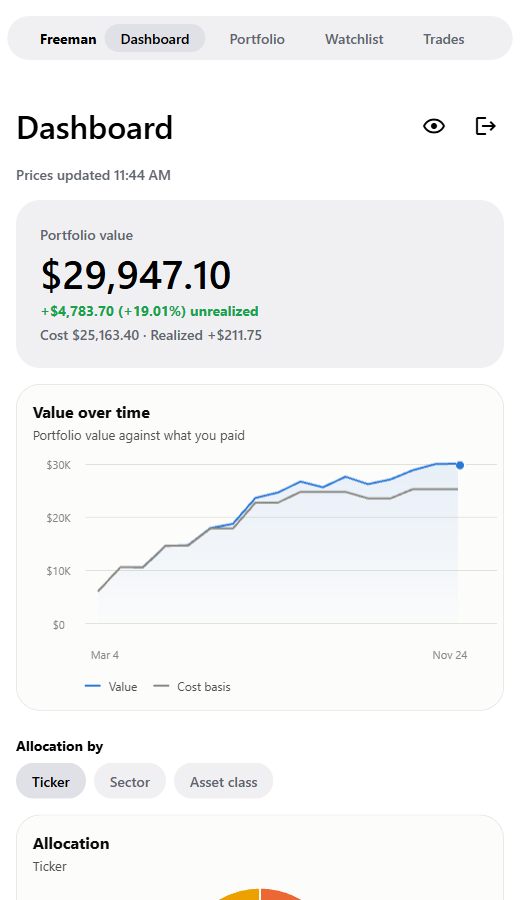 Freeman Dashboard Portfolio Watchlist Trades
Dashboard
Prices updated 11:44 AM
Portfolio value
$29,947.10
+$4,783.70 (+19.01%) unrealized
Cost $25,163.40 · Realized +$211.75
Value over time
Portfolio value against what you paid
$30K
$20K
$10K
$0
Mar 4 Nov 24
Value Cost basis
Allocation by
Ticker Sector Asset class
Allocation
Ticker